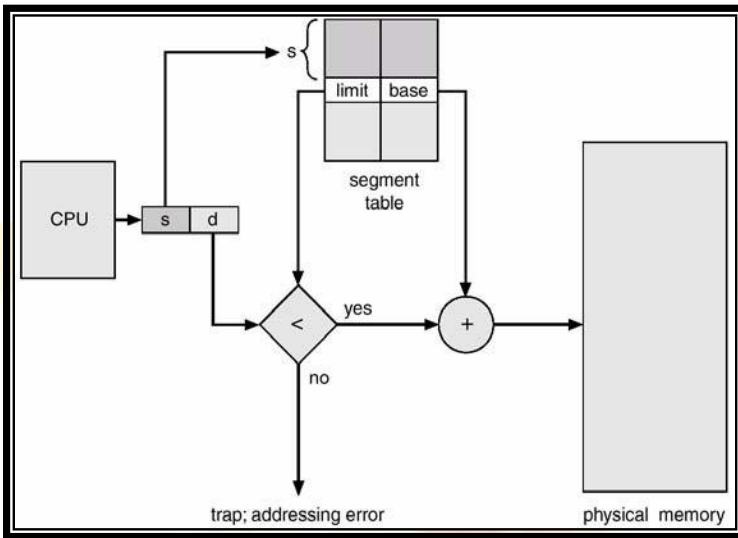 s
limit base
segment
table
CPU
s d
<
yes
+
no
trap; addressing error
physical memory